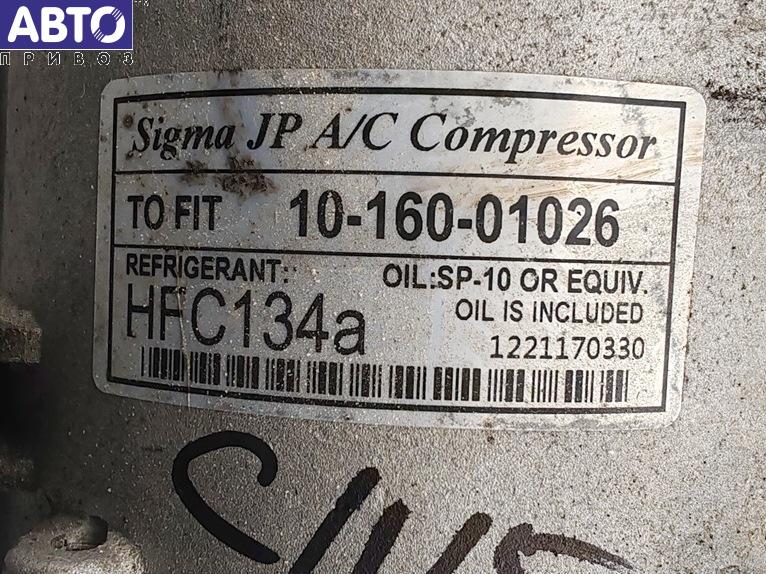 АВТО
ПРИВОЗ
Sigma JP A/C Compressor
TO FIT 10-160-01026
REFRIGERANT: OIL:SP-10 OR EQUIV.
HFC134a OIL IS INCLUDED
1221170330